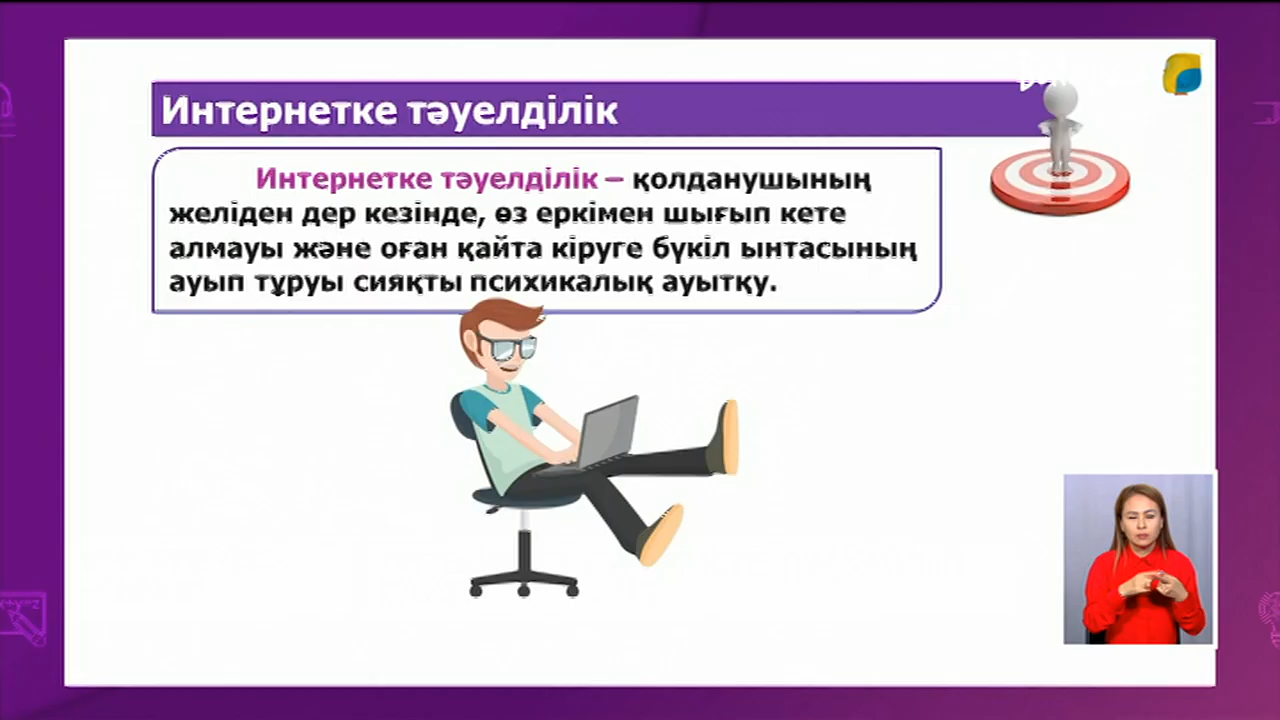 Интернетке тәуелділік
Интернетке тәуелділік – қолданушының
желіден дер кезінде, өз еркімен шығып кете
алмауы және оған қайта кіруге бүкіл ынтасының
ауып тұруы сияқты психикалық ауытқу.